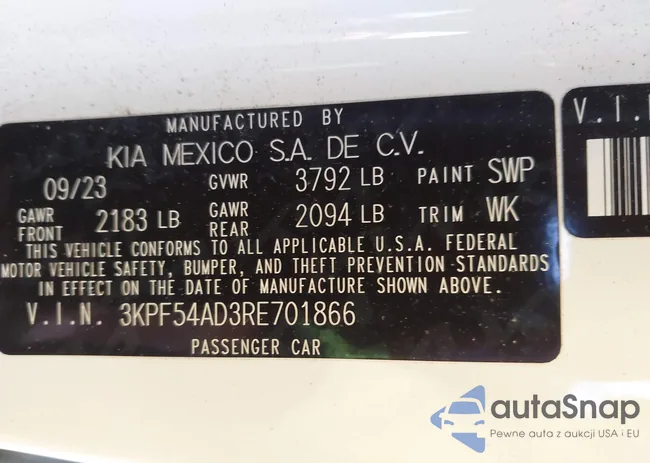 MANUFACTURED BY
KIA MEXICO S.A. DE C.V.
09/23 GVWR 3792 LB PAINT SWP
GAWR FRONT 2183 LB GAWR REAR 2094 LB TRIM WK
THIS VEHICLE CONFORMS TO ALL APPLICABLE U.S.A. FEDERAL
MOTOR VEHICLE SAFETY, BUMPER, AND THEFT PREVENTION STANDARDS
IN EFFECT ON THE DATE OF MANUFACTURE SHOWN ABOVE.
V.I.N. 3KPF54AD3RE701866
PASSENGER CAR
V.I.
autaSnap
Pewne auta z aukcji USA i EU